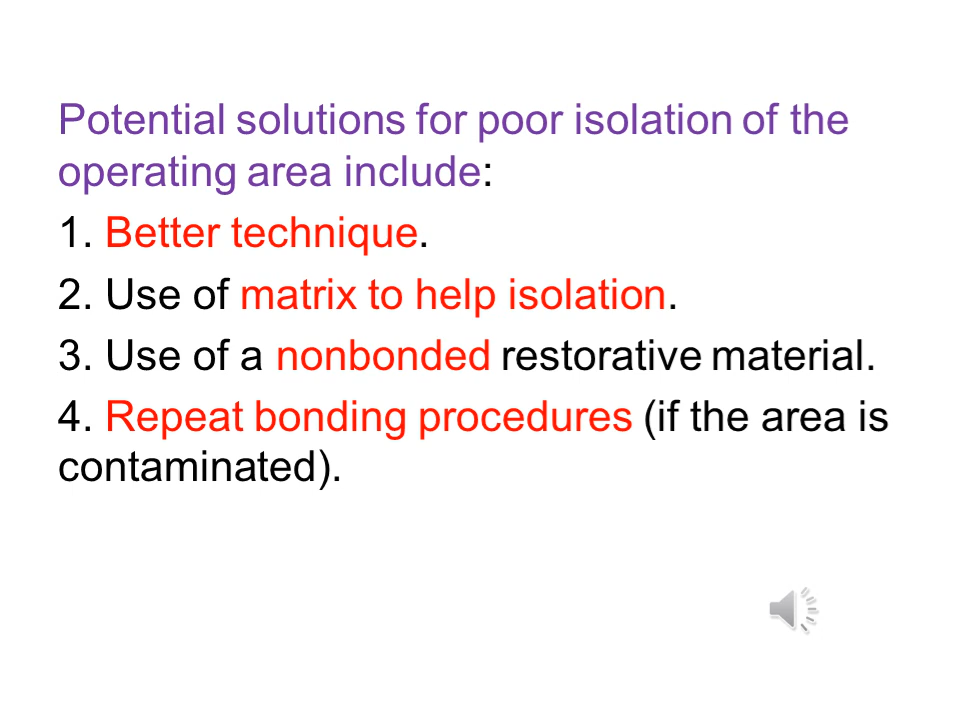 Potential solutions for poor isolation of the
operating area include:
1. Better technique.
2. Use of matrix to help isolation.
3. Use of a nonbonded restorative material.
4. Repeat bonding procedures (if the area is
contaminated).